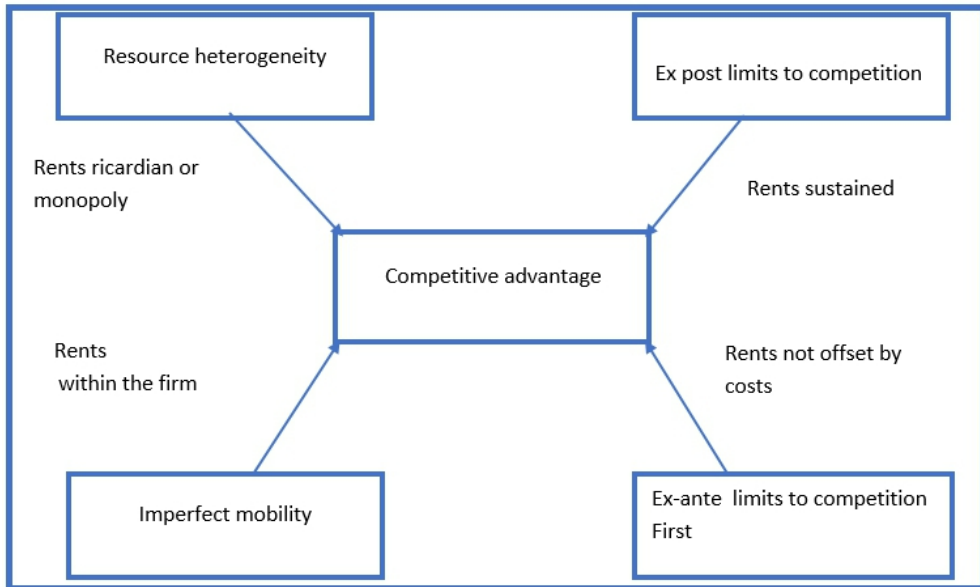 Resource heterogeneity
Ex post limits to competition
Rents ricardian or
monopoly
Rents sustained
Competitive advantage
Rents
within the firm
Rents not offset by
costs
Imperfect mobility
Ex-ante limits to competition
First